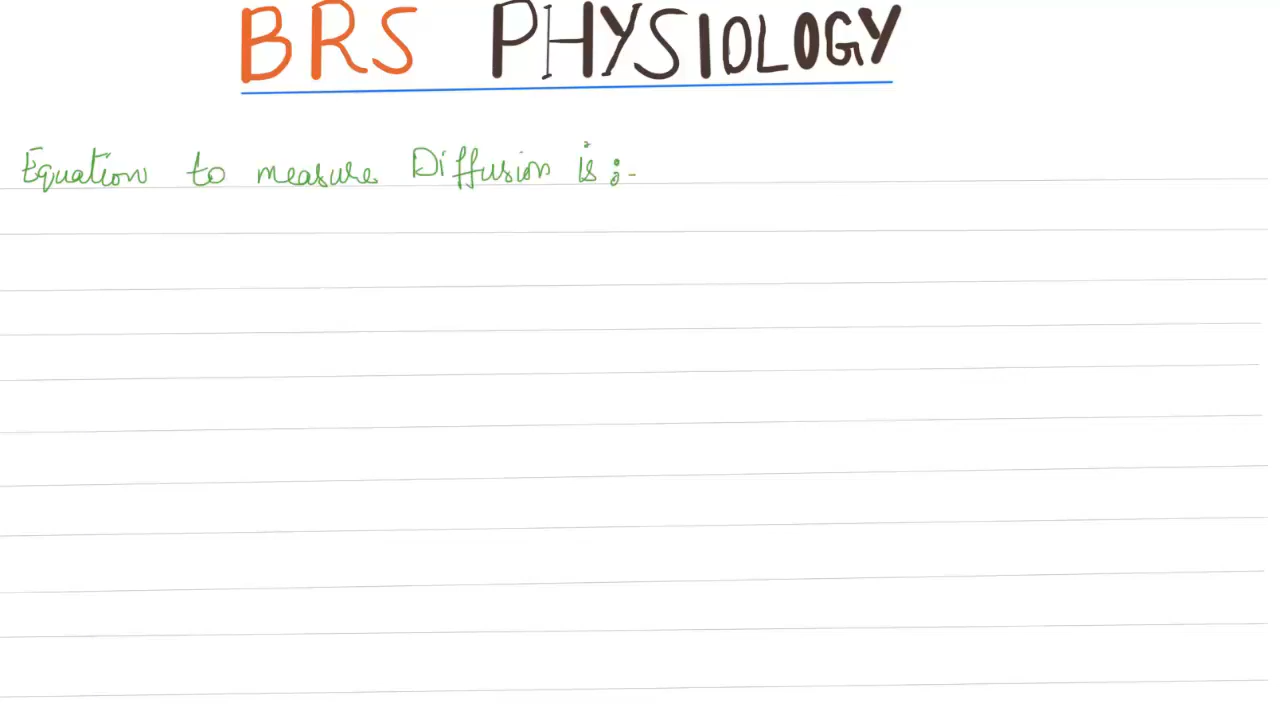 BRS PHYSIOLOGY
Equation to measure Diffusion is :-